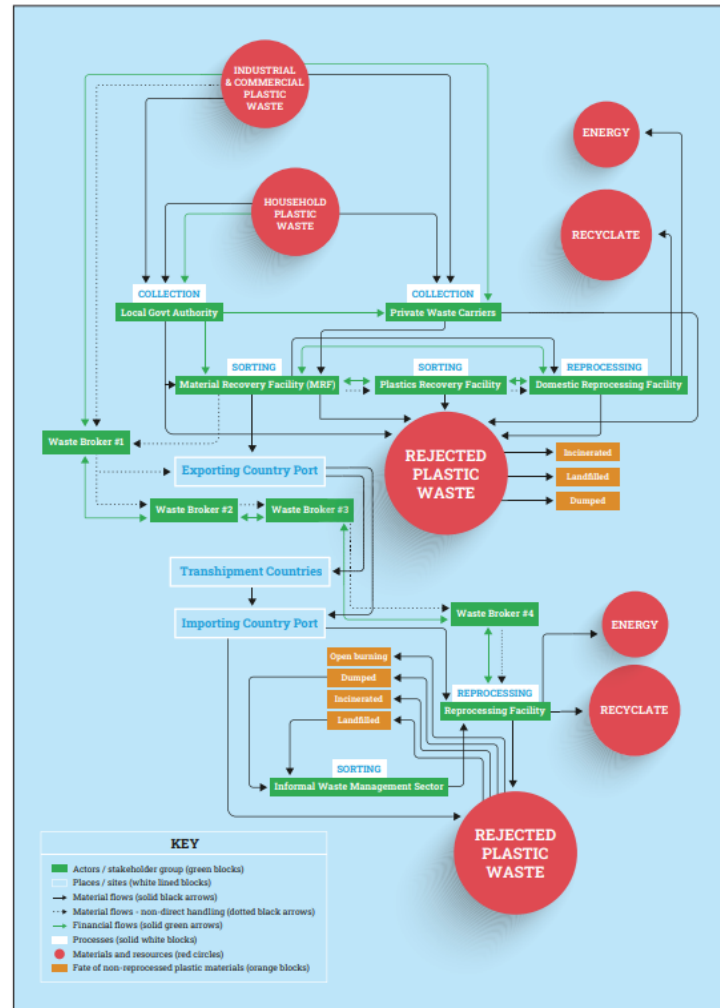 INDUSTRIAL
& COMMERCIAL
PLASTIC
WASTE
ENERGY
HOUSEHOLD
PLASTIC
WASTE
RECYCLATE
COLLECTION
Local Govt Authority
COLLECTION
Private Waste Carriers
SORTING
Material Recovery Facility (MRF)
SORTING
Plastics Recovery Facility
REPROCESSING
Domestic Reprocessing Facility
Waste Broker #1
REJECTED
PLASTIC
WASTE
Incinerated
Landfilled
Dumped
Exporting Country Port
Waste Broker #2
Waste Broker #3
Transhipment Countries
Importing Country Port
Waste Broker #4
ENERGY
Open burning
Dumped
Incinerated
Landfilled
REPROCESSING
Reprocessing Facility
RECYCLATE
SORTING
Informal Waste Management Sector
REJECTED
PLASTIC
WASTE
KEY
Actors / stakeholder group (green blocks)
Places / sites (white lined blocks)
Material flows (solid black arrows)
Material flows - non-direct handling (dotted black arrows)
Financial flows (solid green arrows)
Processes (solid white blocks)
Materials and resources (red circles)
Fate of non-reprocessed plastic materials (orange blocks)